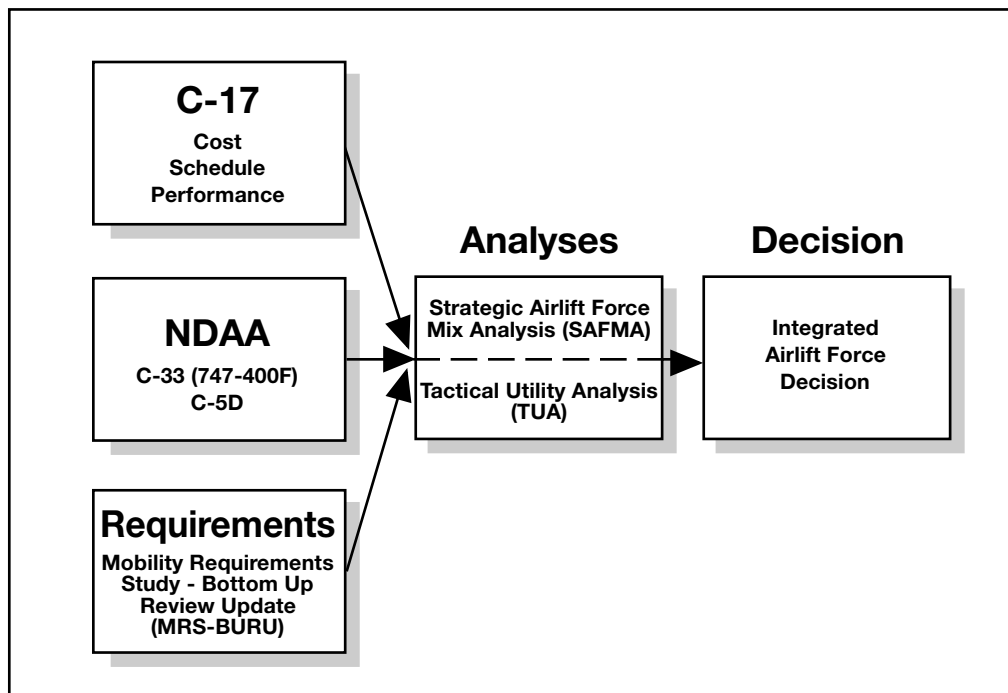 C-17
Cost
Schedule
Performance
NDAA
C-33 (747-400F)
C-5D
Requirements
Mobility Requirements
Study - Bottom Up
Review Update
(MRS-BURU)
Analyses
Strategic Airlift Force
Mix Analysis (SAFMA)
Tactical Utility Analysis
(TUA)
Decision
Integrated
Airlift Force
Decision